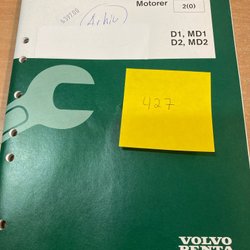 Motorer
2(0)
Arkiv
D1, MD1
D2, MD2
427
VOLVO
PENTA